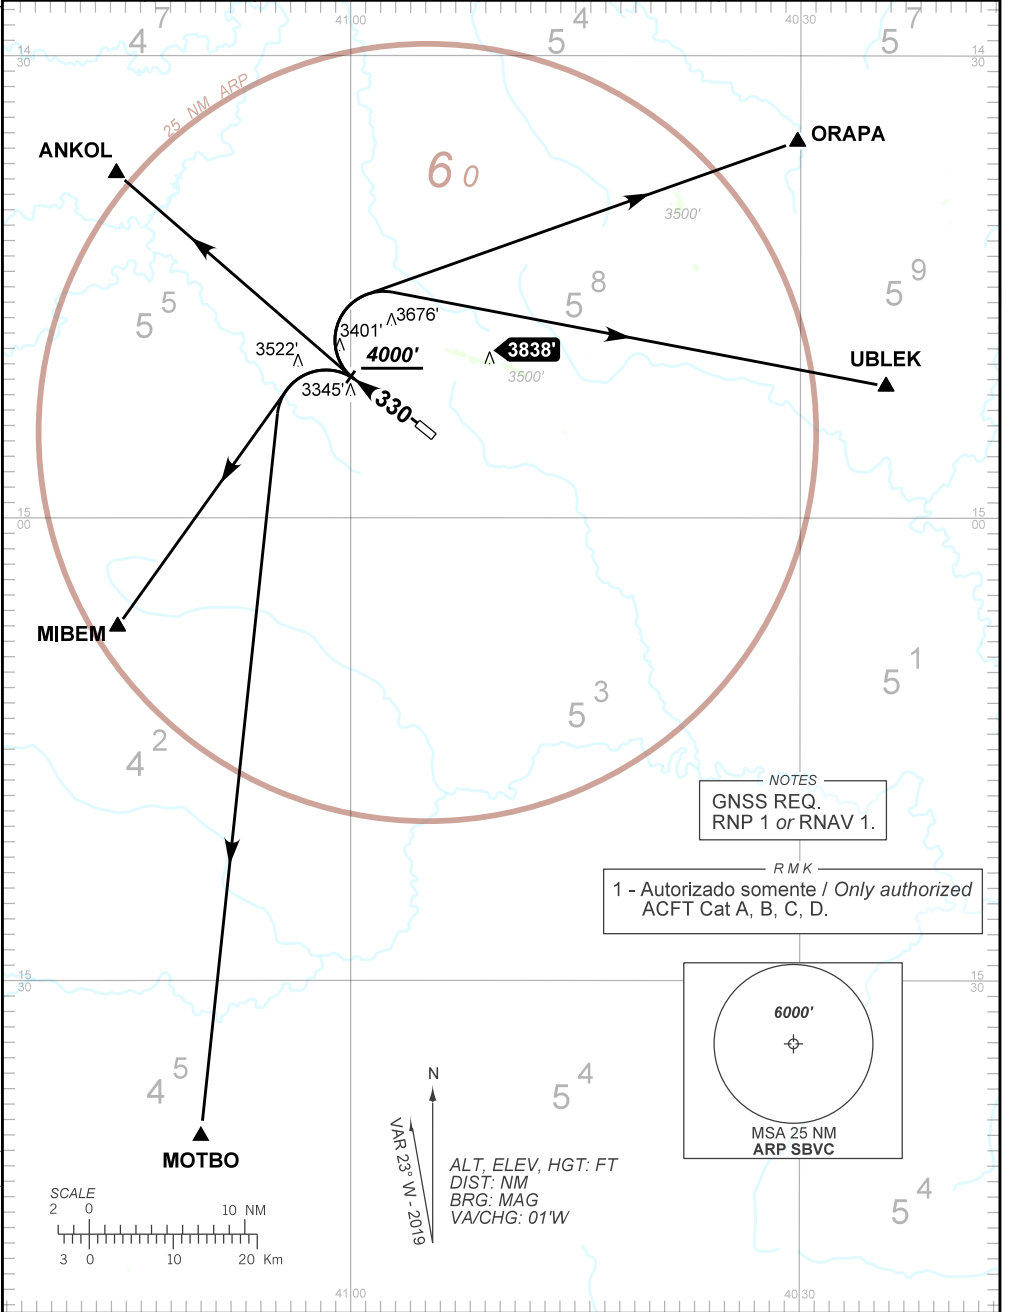 41 00
40 30
4 7
5 4
5 7
14 30
14 30
25 NM ARP
ANKOL
ORAPA
6 0
3500'
5 9
5 8
5 5
3676'
3401'
3522'
4000'
3838'
UBLEK
3345'
3500'
330
15 00
15 00
MIBEM
5 1
5 3
4 2
NOTES
GNSS REQ.
RNP 1 or RNAV 1.
RMK
1 - Autorizado somente / Only authorized
ACFT Cat A, B, C, D.
15 30
15 30
6000'
4 5
5 4
N
MSA 25 NM
ARP SBVC
MOTBO
VAR 23° W - 2019
ALT, ELEV, HGT: FT
DIST: NM
BRG: MAG
VA/CHG: 01'W
5 4
SCALE
2 0 10 NM
3 0 10 20 Km
41 00
40 30